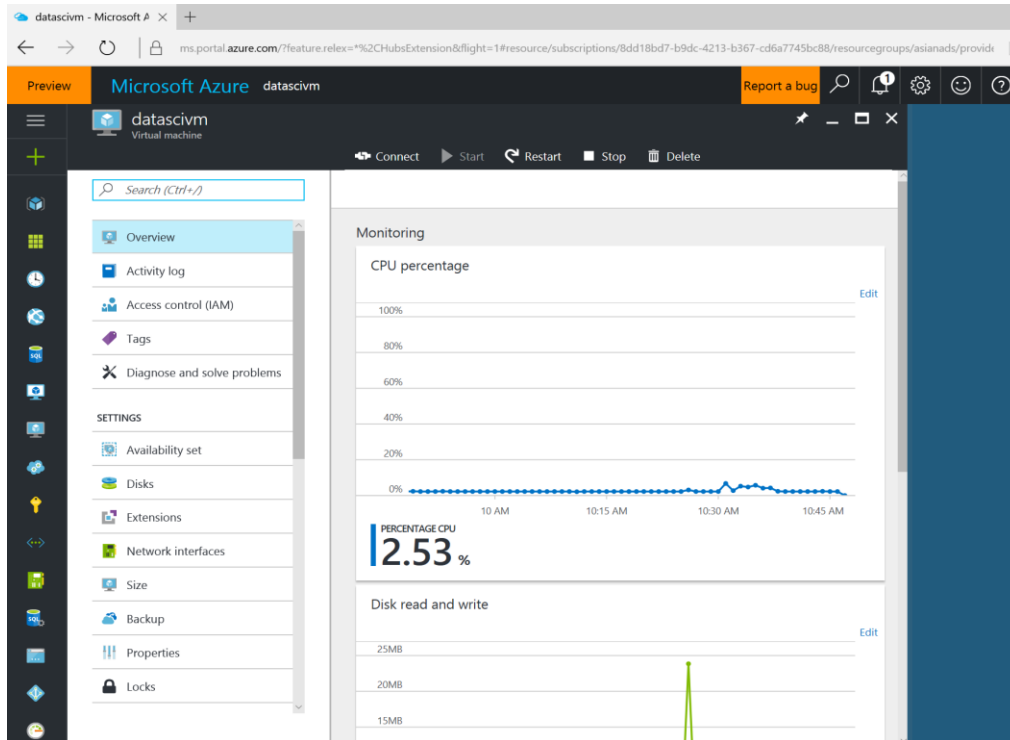 datascivm - Microsoft A
ms.portal.azure.com/?feature.relex=*%2CHubsExtension&flight=1#resource/subscriptions/8dd18bd7-b9dc-4213-b367-cd6a7745bc88/resourcegroups/asianads/provide
Preview
Microsoft Azure datascivm
Report a bug
1
datascivm
Virtual machine
Connect Start Restart Stop Delete
Search (Ctrl+/)
Overview
Activity log
Access control (IAM)
Tags
Diagnose and solve problems
SETTINGS
Availability set
Disks
Extensions
Network interfaces
Size
Backup
Properties
Locks
Monitoring
CPU percentage
Edit
100%
80%
60%
40%
20%
0%
10 AM 10:15 AM 10:30 AM 10:45 AM
PERCENTAGE CPU
2.53 %
Disk read and write
Edit
25MB
20MB
15MB
SQL
SQL